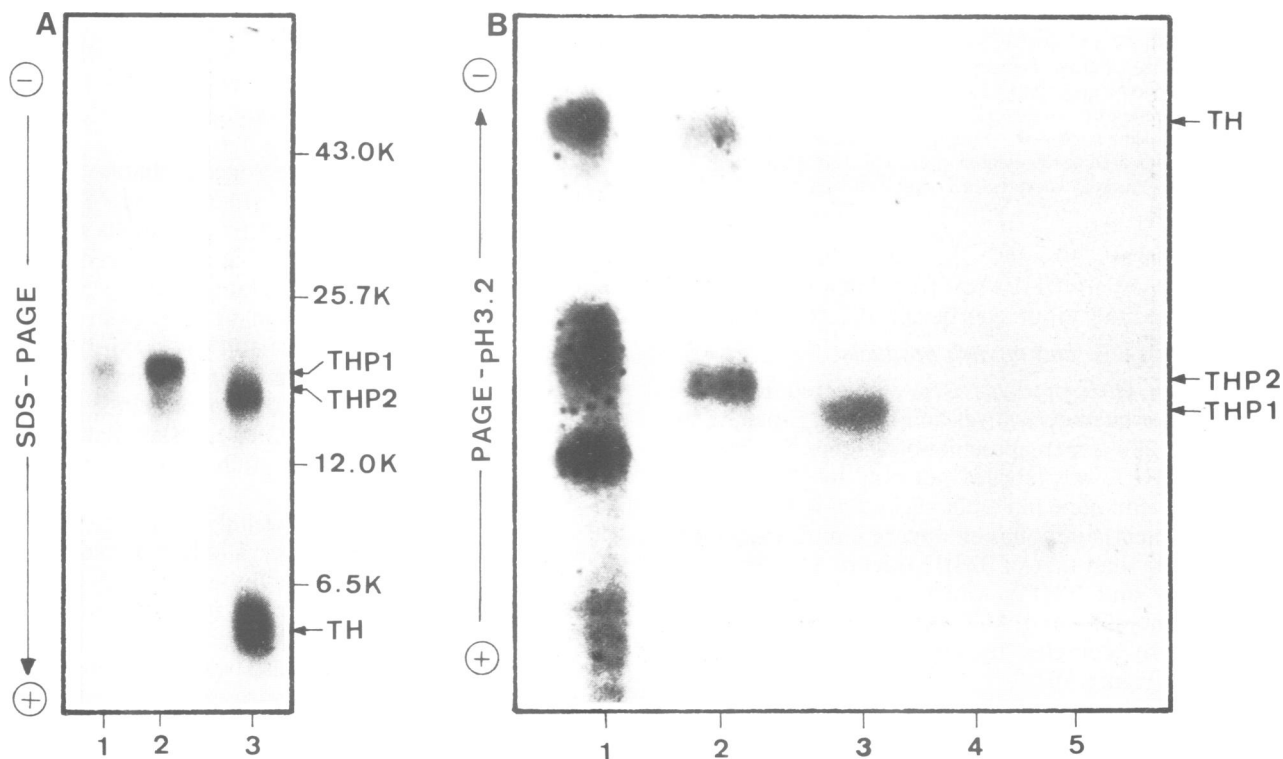 A
⊖
SDS-PAGE
⊕
43.0K
25.7K
THP1
THP2
12.0K
6.5K
TH
1 2 3
B
⊖
PAGE-pH3.2
⊕
TH
THP2
THP1
1 2 3 4 5